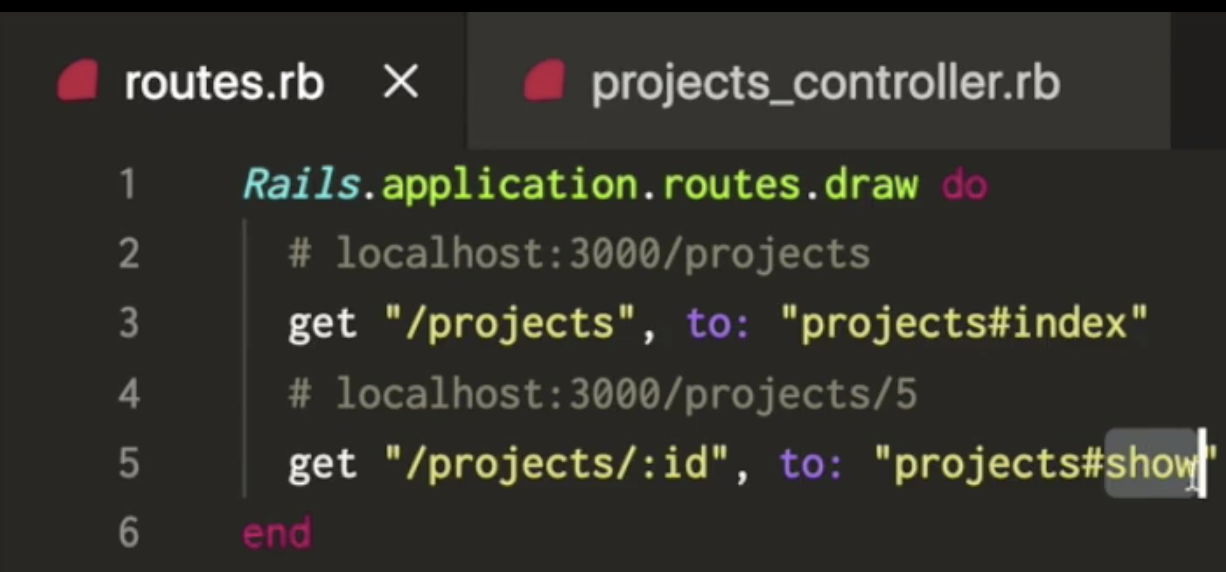 routes.rb × projects_controller.rb
1 Rails.application.routes.draw do
2 # localhost:3000/projects
3 get "/projects", to: "projects#index"
4 # localhost:3000/projects/5
5 get "/projects/:id", to: "projects#show"
6 end